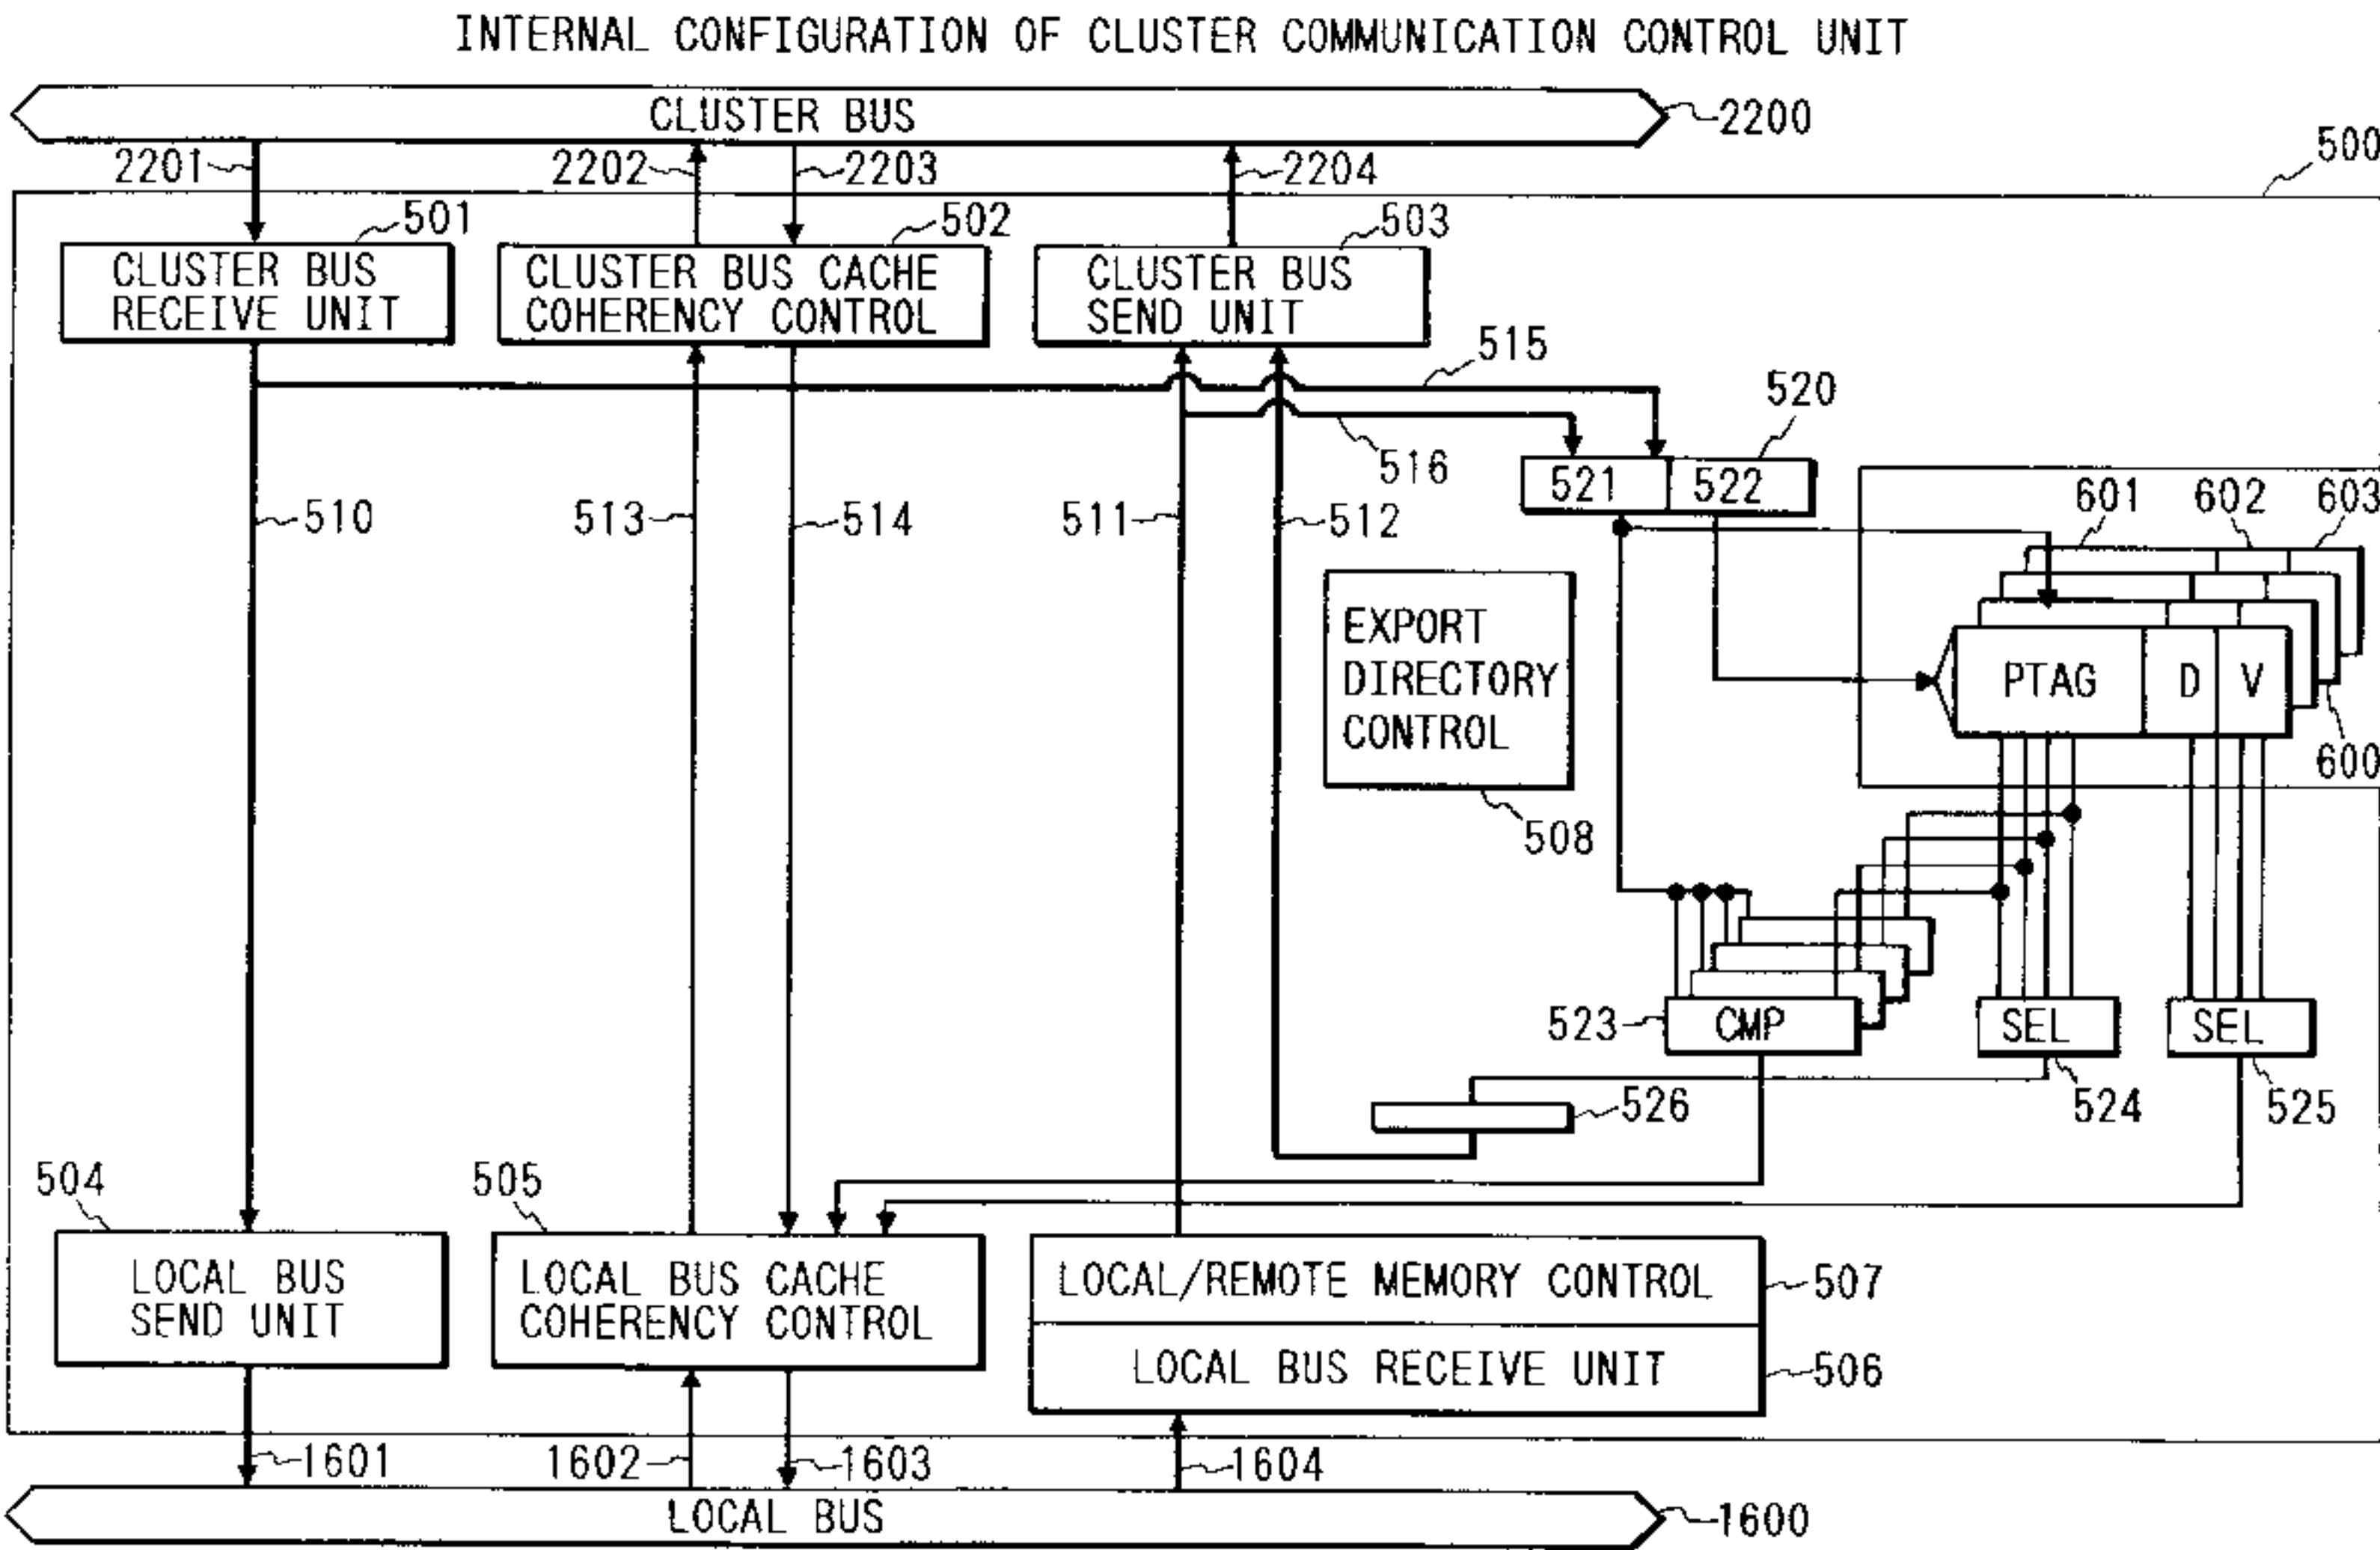 INTERNAL CONFIGURATION OF CLUSTER COMMUNICATION CONTROL UNIT
CLUSTER BUS
2200
500
2201
2202
2203
2204
501
502
503
CLUSTER BUS
RECEIVE UNIT
CLUSTER BUS CACHE
COHERENCY CONTROL
CLUSTER BUS
SEND UNIT
515
520
516
521
522
510
513
514
511
512
601
602
603
EXPORT
DIRECTORY
CONTROL
PTAG
D
V
600
508
523
CMP
SEL
SEL
526
524
525
504
505
LOCAL BUS
SEND UNIT
LOCAL BUS CACHE
COHERENCY CONTROL
LOCAL/REMOTE MEMORY CONTROL
507
LOCAL BUS RECEIVE UNIT
506
1601
1602
1603
1604
LOCAL BUS
1600